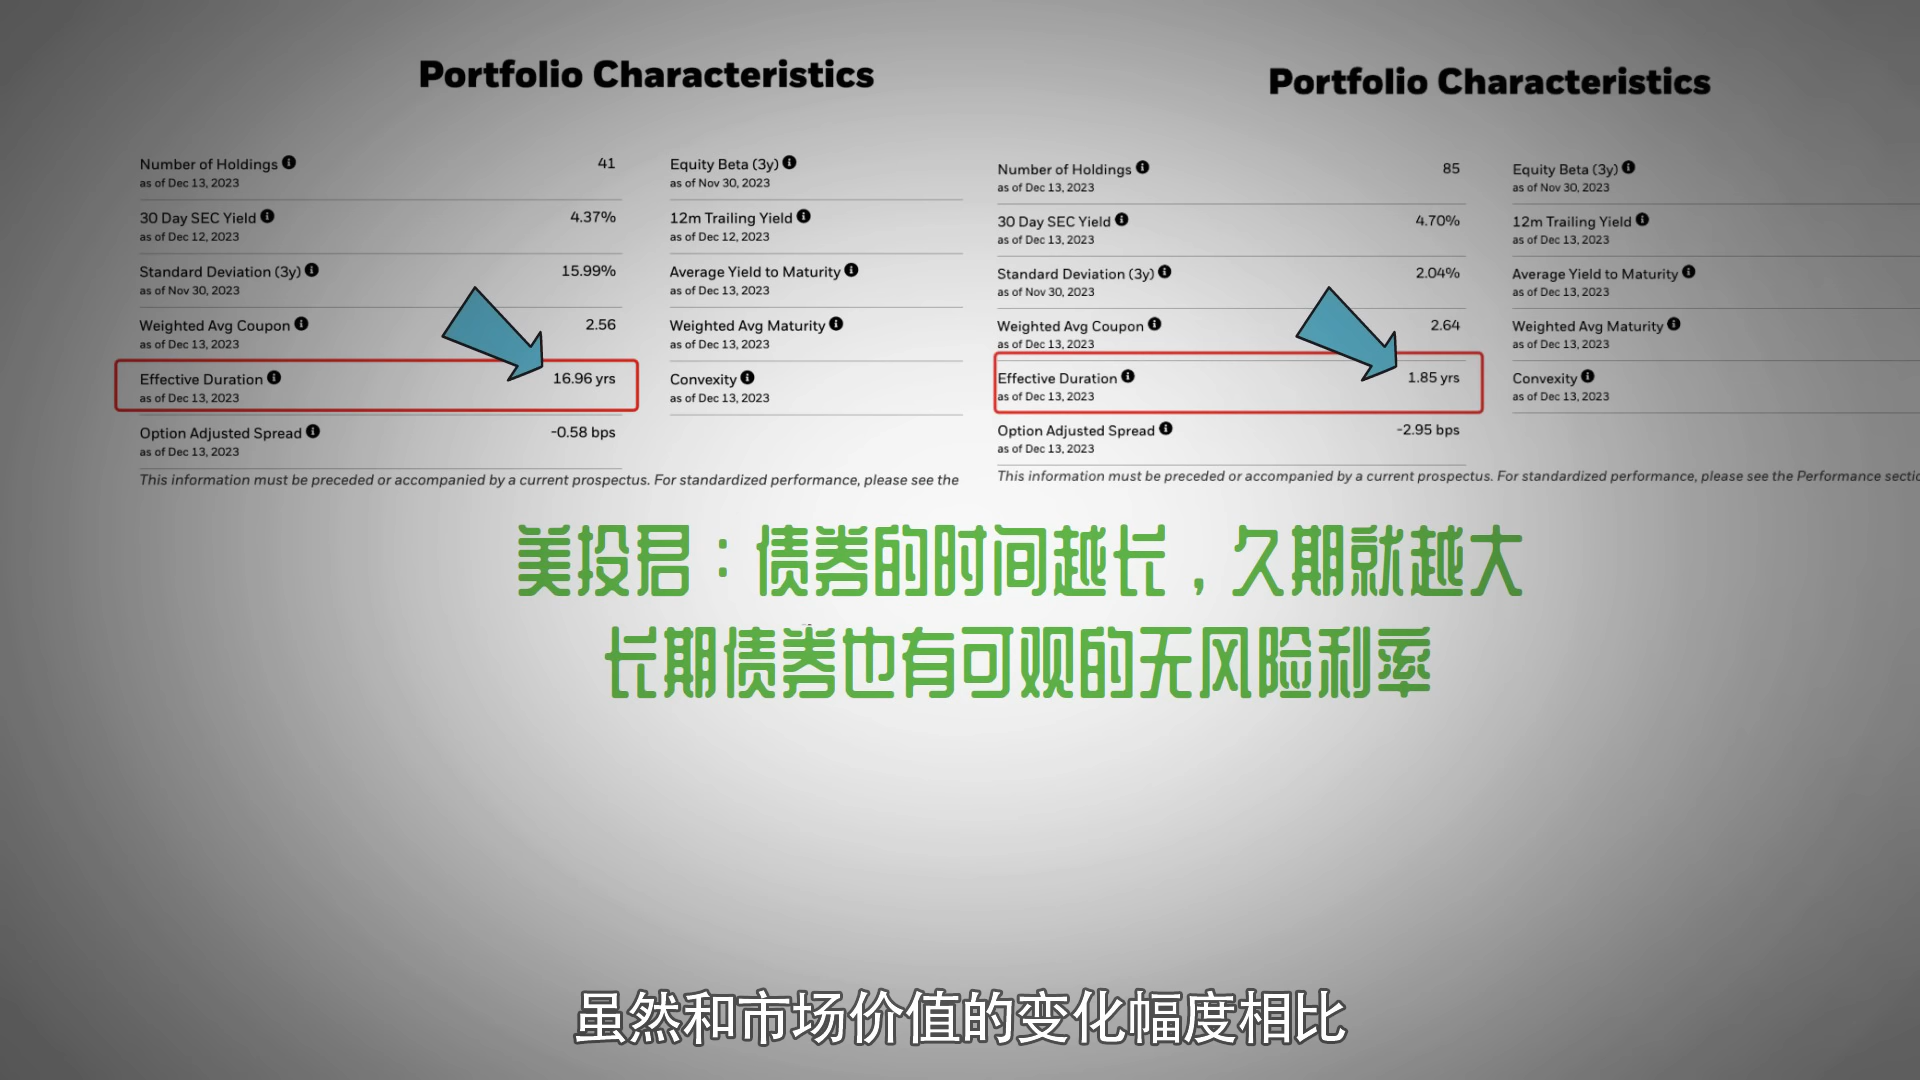 Portfolio Characteristics
Number of Holdings 41
as of Dec 13, 2023
30 Day SEC Yield 4.37%
as of Dec 12, 2023
Standard Deviation (3y) 15.99%
as of Nov 30, 2023
Weighted Avg Coupon 2.56
as of Dec 13, 2023
Effective Duration 16.96 yrs
as of Dec 13, 2023
Option Adjusted Spread -0.58 bps
as of Dec 13, 2023
Equity Beta (3y)
as of Nov 30, 2023
12m Trailing Yield
as of Dec 12, 2023
Average Yield to Maturity
as of Dec 13, 2023
Weighted Avg Maturity
as of Dec 13, 2023
Convexity
as of Dec 13, 2023
This information must be preceded or accompanied by a current prospectus. For standardized performance, please see the
Portfolio Characteristics
Number of Holdings 85
as of Dec 13, 2023
30 Day SEC Yield 4.70%
as of Dec 13, 2023
Standard Deviation (3y) 2.04%
as of Nov 30, 2023
Weighted Avg Coupon 2.64
as of Dec 13, 2023
Effective Duration 1.85 yrs
as of Dec 13, 2023
Option Adjusted Spread -2.95 bps
as of Dec 13, 2023
Equity Beta (3y)
as of Nov 30, 2023
12m Trailing Yield
as of Dec 13, 2023
Average Yield to Maturity
as of Dec 13, 2023
Weighted Avg Maturity
as of Dec 13, 2023
Convexity
as of Dec 13, 2023
This information must be preceded or accompanied by a current prospectus. For standardized performance, please see the Performance sectio
美投君：债券的时间越长，久期就越大
长期债券也有可观的无风险利率
虽然和市场价值的变化幅度相比